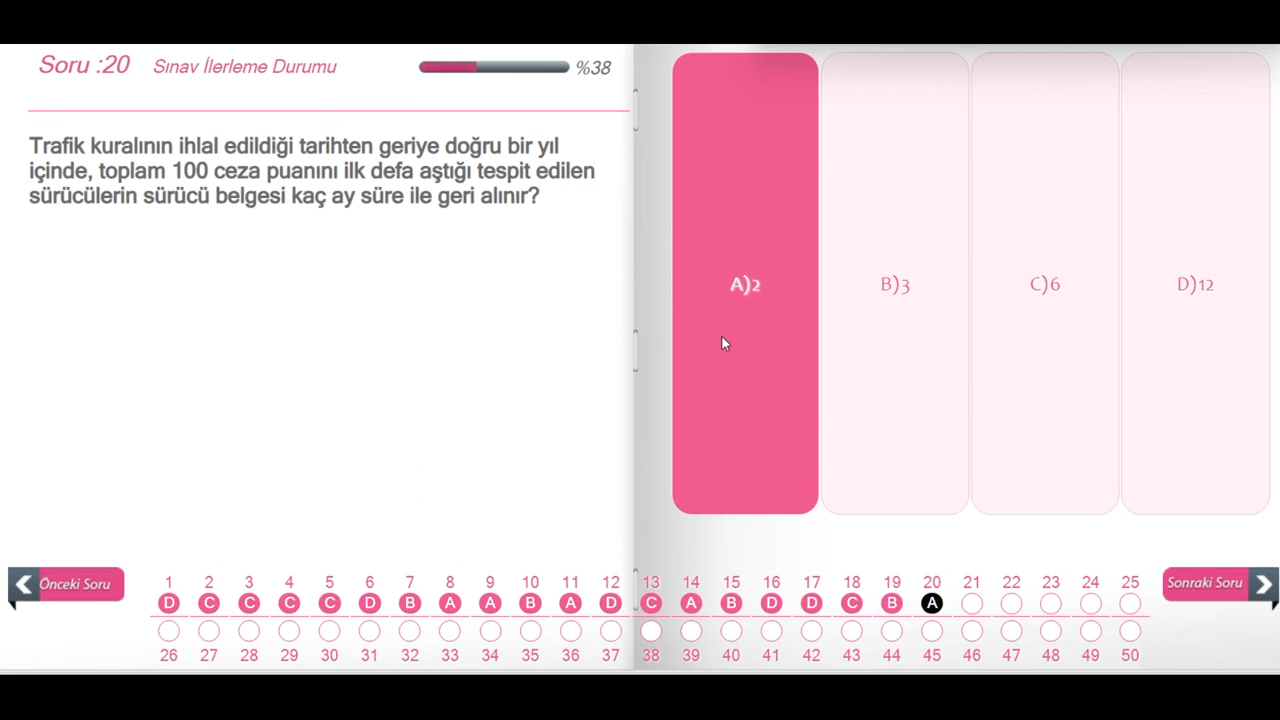 Soru :20 Sınav İlerleme Durumu %38
Trafik kuralının ihlal edildiği tarihten geriye doğru bir yıl
içinde, toplam 100 ceza puanını ilk defa aştığı tespit edilen
sürücülerin sürücü belgesi kaç ay süre ile geri alınır?
A)2
B)3
C)6
D)12
Önceki Soru
1 2 3 4 5 6 7 8 9 10 11 12 13 14 15 16 17 18 19 20 21 22 23 24 25
D C C C C D B A A B A D C A B D D C B A
26 27 28 29 30 31 32 33 34 35 36 37 38 39 40 41 42 43 44 45 46 47 48 49 50
Sonraki Soru